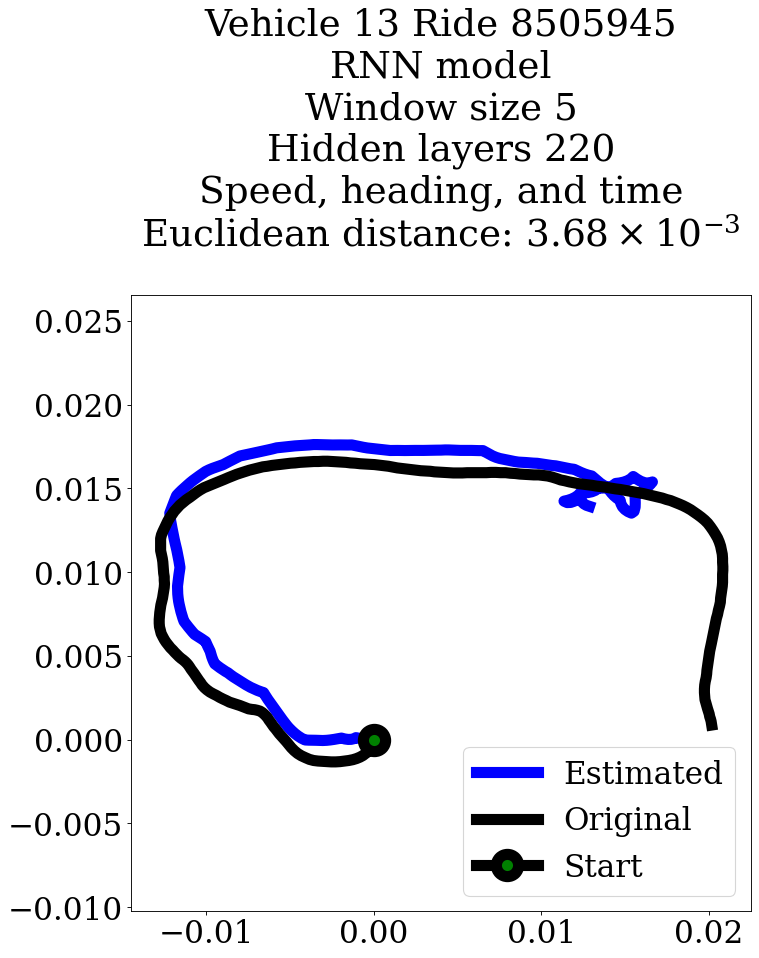 Vehicle 13 Ride 8505945
RNN model
Window size 5
Hidden layers 220
Speed, heading, and time
Euclidean distance: 3.68 × 10⁻³
0.025
0.020
0.015
0.010
0.005
0.000
−0.005
−0.010
−0.01 0.00 0.01 0.02
Estimated
Original
Start